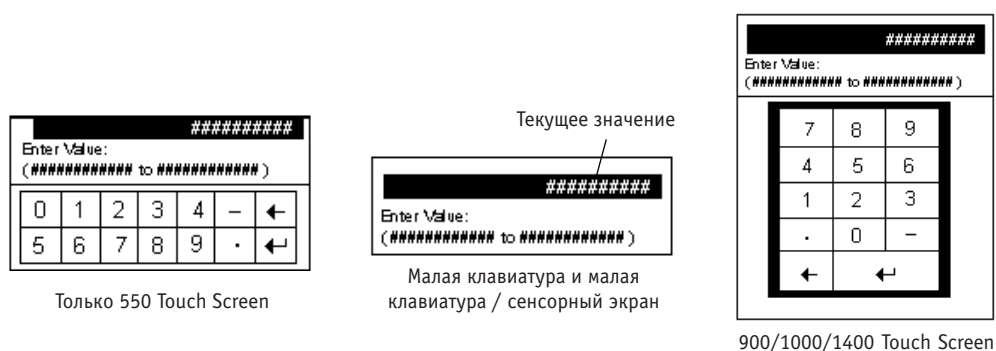 ##########
Enter Value:
(############ to ############ )
0 1 2 3 4 – ←
5 6 7 8 9 . ↵
Только 550 Touch Screen
Текущее значение
##########
Enter Value:
(############ to ############ )
Малая клавиатура и малая
клавиатура / сенсорный экран
##########
Enter Value:
(############ to ############ )
7 8 9
4 5 6
1 2 3
. 0 –
← ↵
900/1000/1400 Touch Screen